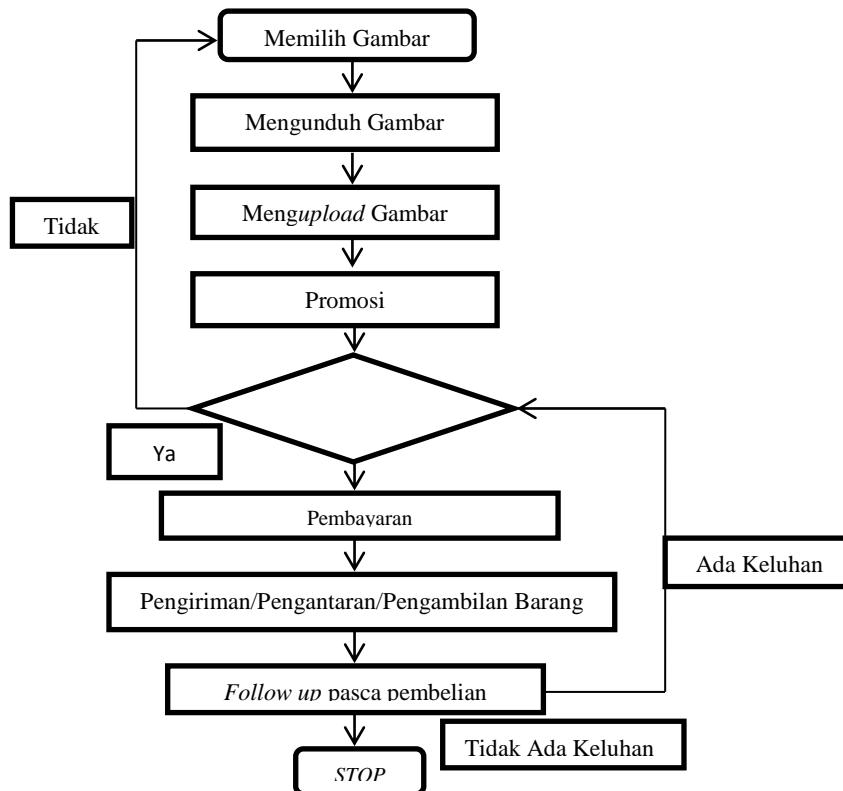 Memilih Gambar
Mengunduh Gambar
Tidak
Mengupload Gambar
Promosi
Ya
Pembayaran
Ada Keluhan
Pengiriman/Pengantaran/Pengambilan Barang
Follow up pasca pembelian
Tidak Ada Keluhan
STOP